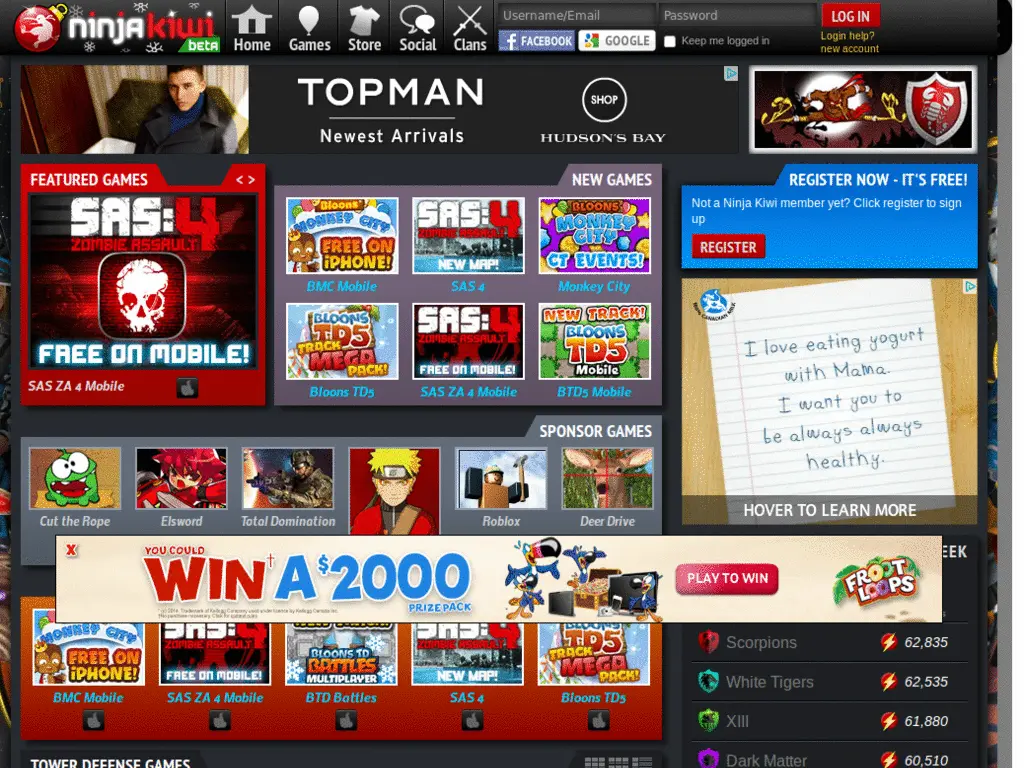 ninjakiwi
beta
Home
Games
Store
Social
Clans
Username/Email
Password
LOG IN
FACEBOOK
GOOGLE
Keep me logged in
Login help?
new account
TOPMAN
Newest Arrivals
SHOP
HUDSON'S BAY
FEATURED GAMES
< >
SAS:4
ZOMBIE ASSAULT
FREE ON MOBILE!
SAS ZA 4 Mobile
NEW GAMES
Bloons
MONKEY CITY
FREE ON
iPHONE!
BMC Mobile
SAS:4
ZOMBIE ASSAULT
NEW MAP!
SAS 4
BLOONS
MONKEY
CITY
CT EVENTS!
Monkey City
BLOONS
TD5
TRACK
MEGA
PACK!
Bloons TD5
SAS:4
FREE ON MOBILE!
SAS ZA 4 Mobile
NEW TRACK!
BLOONS
TD5
Mobile
BTD5 Mobile
REGISTER NOW - IT'S FREE!
Not a Ninja Kiwi member yet? Click register to sign
up
REGISTER
I love eating yogurt
with Mama.
I want you to
be always always
healthy.
HOVER TO LEARN MORE
SPONSOR GAMES
Cut the Rope
Elsword
Total Domination
Roblox
Deer Drive
X
YOU COULD
WIN† A $2000
PRIZE PACK
PLAY TO WIN
FROOT
LOOPS
EEK
MONKEY CITY
FREE ON
iPHONE!
BMC Mobile
SAS:4
FREE ON MOBILE!
SAS ZA 4 Mobile
BLOONS TD
BATTLES
MULTIPLAYER
BTD Battles
SAS:4
NEW MAP!
SAS 4
TD5
TRACK
MEGA
PACK!
Bloons TD5
Scorpions 62,835
White Tigers 62,535
XIII 61,880
Dark Matter 60,510
TOWER DEFENSE GAMES